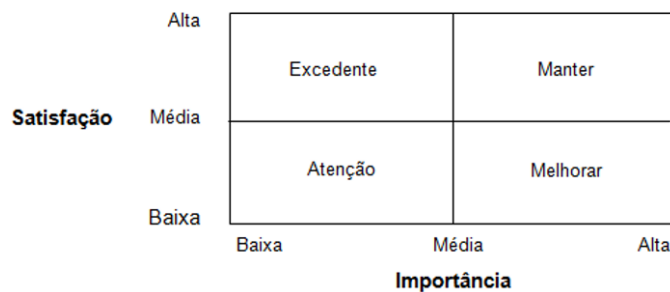 Alta
Excedente Manter
Satisfação Média
Atenção Melhorar
Baixa
Baixa Média Alta
Importância